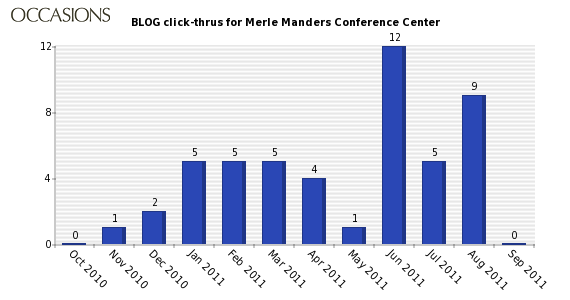 OCCASIONS
BLOG click-thrus for Merle Manders Conference Center
12
8
4
0
0
1
2
5
5
5
4
1
12
5
9
0
Oct 2010
Nov 2010
Dec 2010
Jan 2011
Feb 2011
Mar 2011
Apr 2011
May 2011
Jun 2011
Jul 2011
Aug 2011
Sep 2011